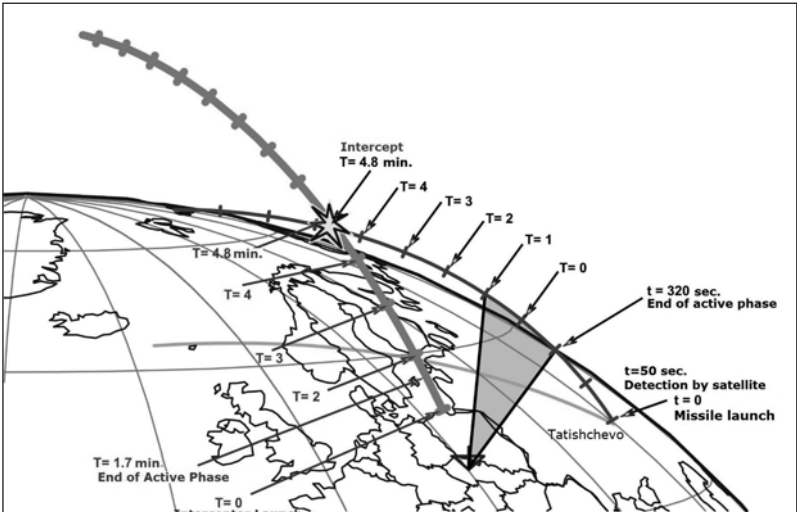 Intercept
T= 4.8 min.
T= 4
T= 3
T= 2
T= 1
T= 0
T= 4.8 min.
T= 4
t = 320 sec.
End of active phase
T= 3
t=50 sec.
Detection by satellite
t = 0
Missile launch
T= 2
Tatishchevo
T= 1.7 min.
End of Active Phase
T= 0